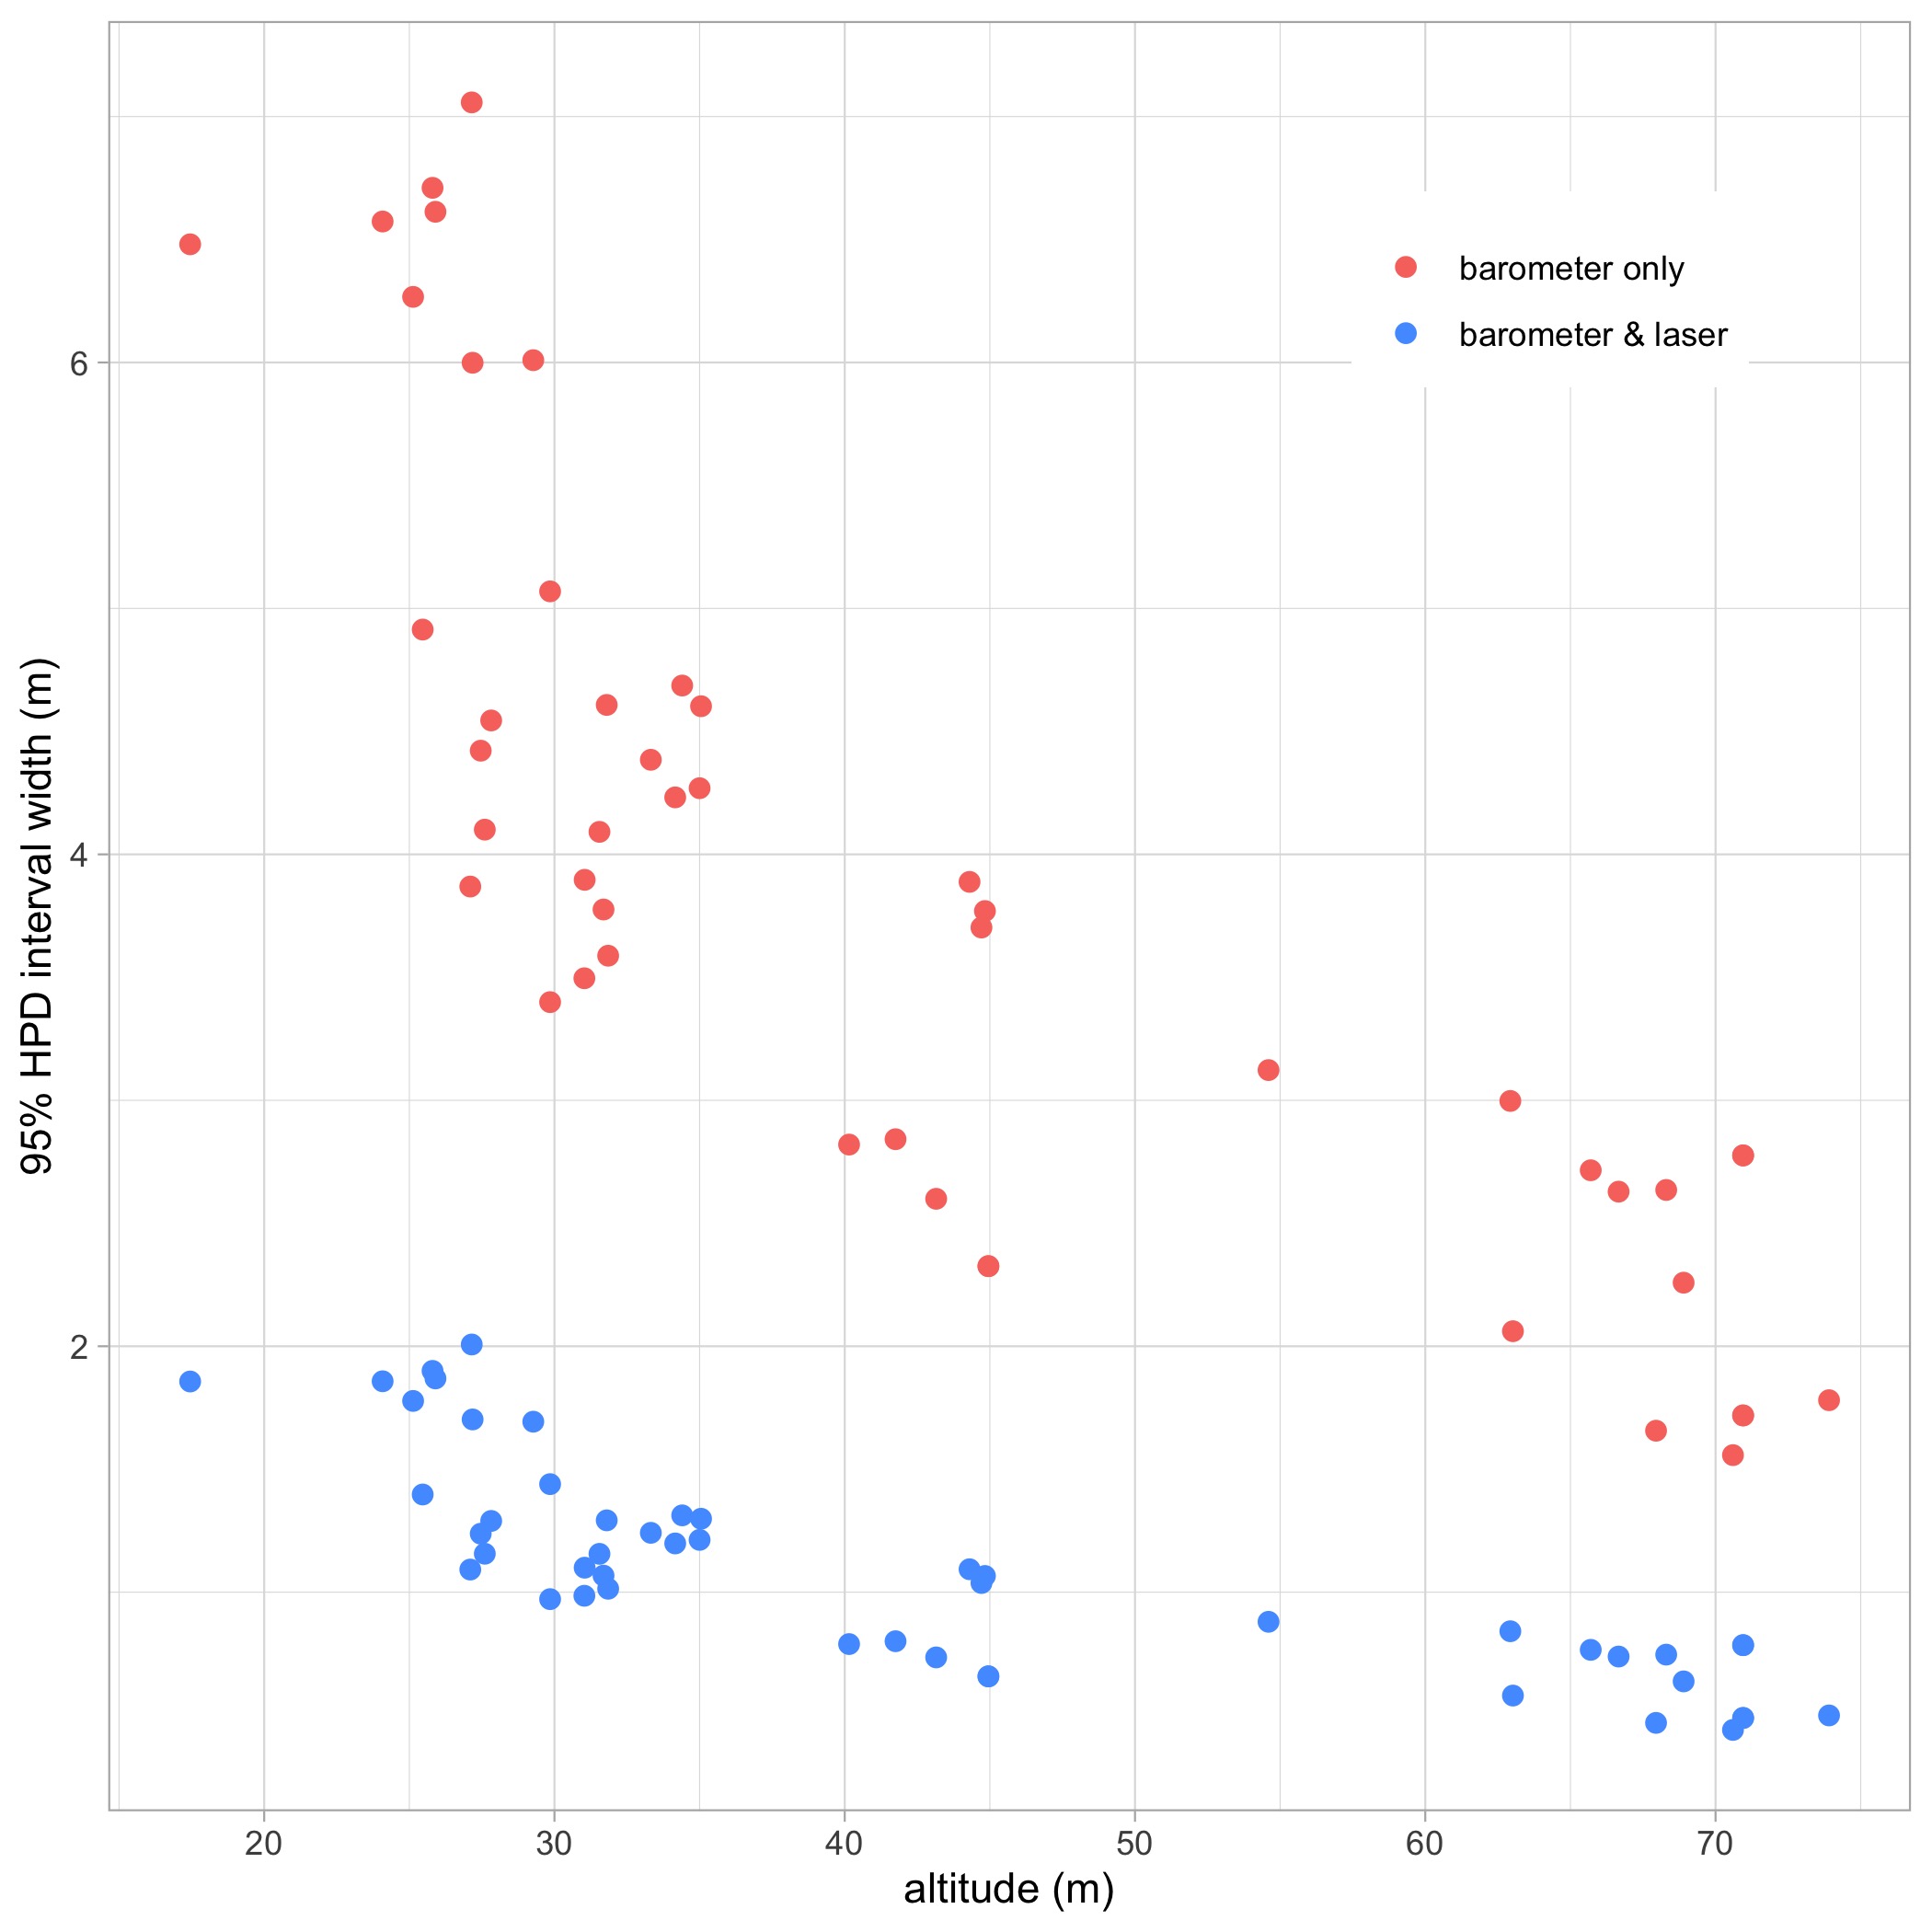 barometer only
barometer & laser
6
4
2
95% HPD interval width (m)
20 30 40 50 60 70
altitude (m)